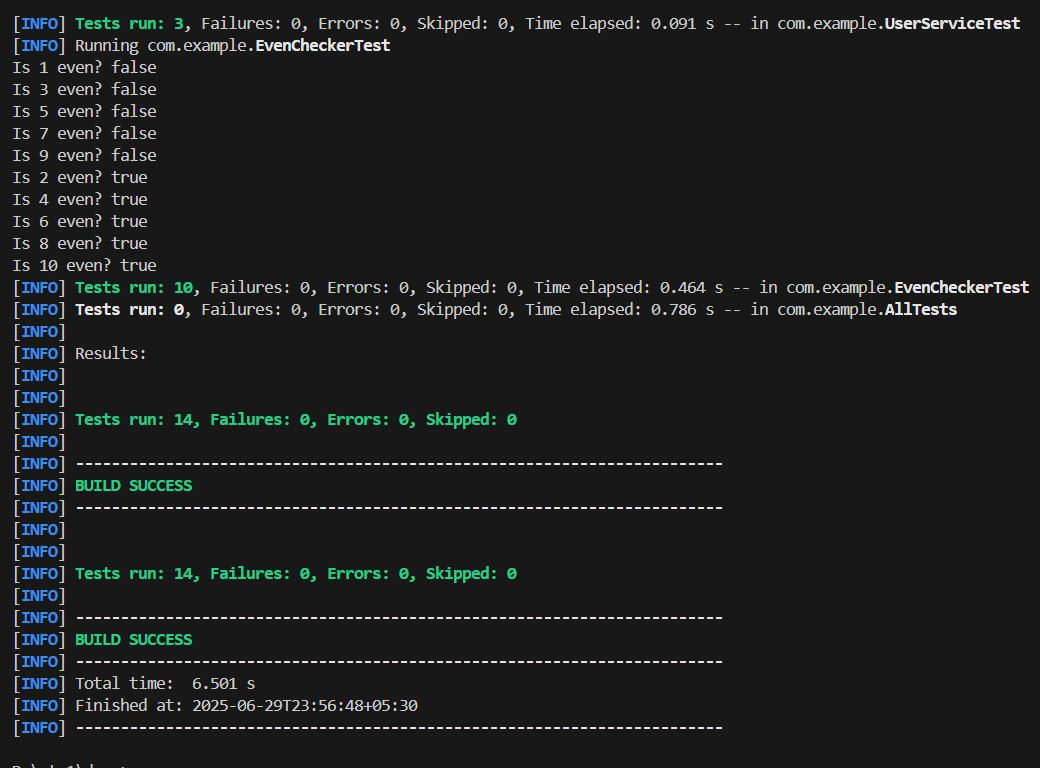 [INFO] Tests run: 3, Failures: 0, Errors: 0, Skipped: 0, Time elapsed: 0.091 s -- in com.example.UserServiceTest
[INFO] Running com.example.EvenCheckerTest
Is 1 even? false
Is 3 even? false
Is 5 even? false
Is 7 even? false
Is 9 even? false
Is 2 even? true
Is 4 even? true
Is 6 even? true
Is 8 even? true
Is 10 even? true
[INFO] Tests run: 10, Failures: 0, Errors: 0, Skipped: 0, Time elapsed: 0.464 s -- in com.example.EvenCheckerTest
[INFO] Tests run: 0, Failures: 0, Errors: 0, Skipped: 0, Time elapsed: 0.786 s -- in com.example.AllTests
[INFO]
[INFO] Results:
[INFO]
[INFO]
[INFO] Tests run: 14, Failures: 0, Errors: 0, Skipped: 0
[INFO]
[INFO] ------------------------------------------------------------------------
[INFO] BUILD SUCCESS
[INFO] ------------------------------------------------------------------------
[INFO]
[INFO]
[INFO] Tests run: 14, Failures: 0, Errors: 0, Skipped: 0
[INFO]
[INFO] ------------------------------------------------------------------------
[INFO] BUILD SUCCESS
[INFO] ------------------------------------------------------------------------
[INFO] Total time:  6.501 s
[INFO] Finished at: 2025-06-29T23:56:48+05:30
[INFO] ------------------------------------------------------------------------